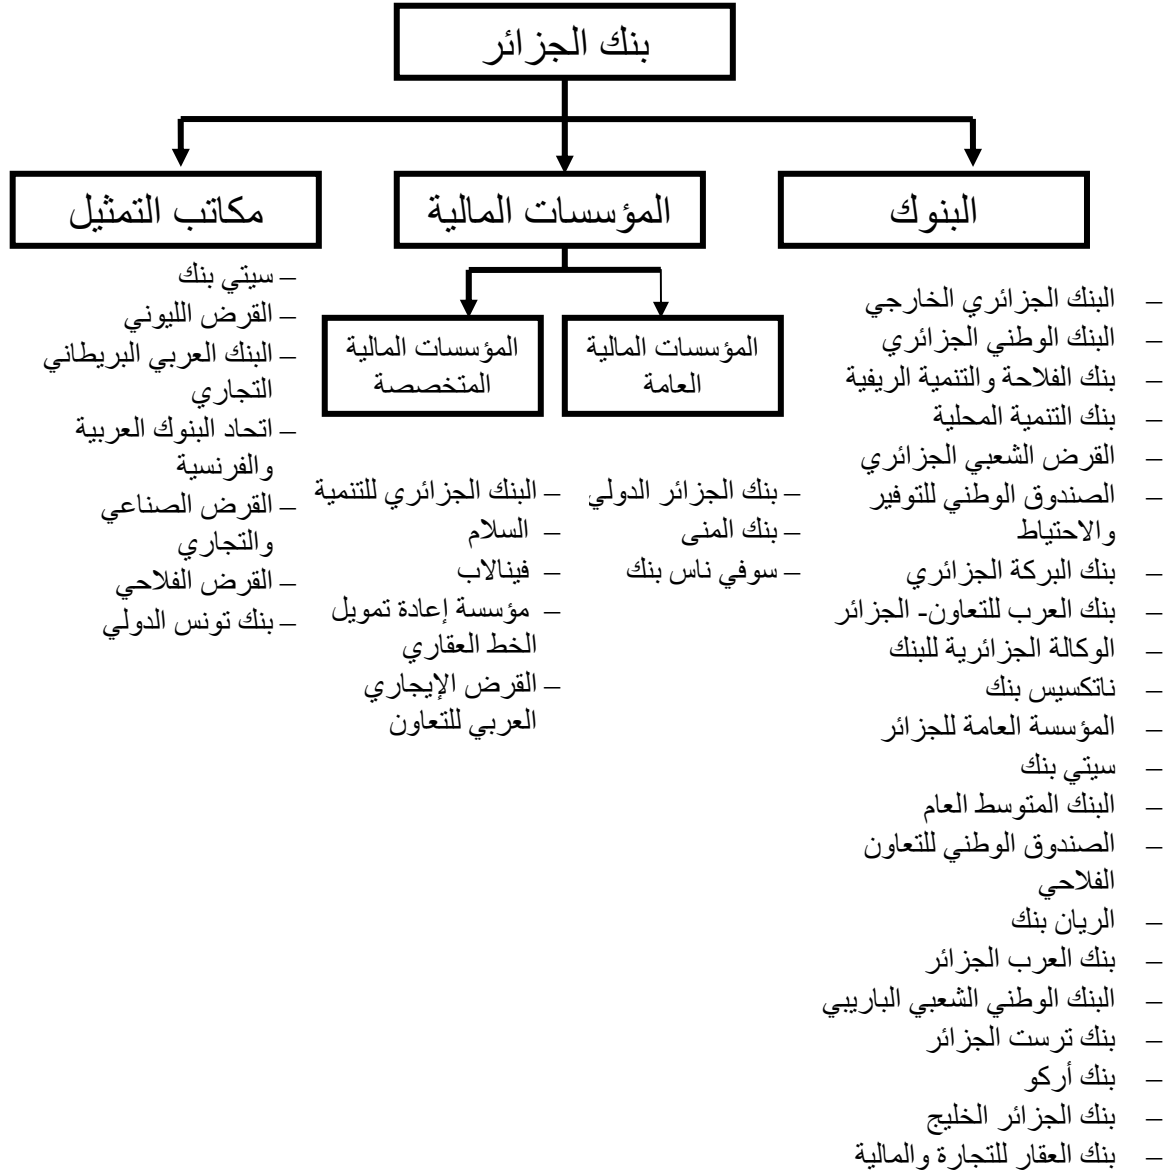 بنك الجزائر
البنوك
المؤسسات المالية
مكاتب التمثيل
– البنك الجزائري الخارجي
– البنك الوطني الجزائري
– بنك الفلاحة والتنمية الريفية
– بنك التنمية المحلية
– القرض الشعبي الجزائري
– الصندوق الوطني للتوفير
والاحتياط
– بنك البركة الجزائري
– بنك العرب للتعاون- الجزائر
– الوكالة الجزائرية للبنك
– ناتكسيس بنك
– المؤسسة العامة للجزائر
– سيتي بنك
– البنك المتوسط العام
– الصندوق الوطني للتعاون
الفلاحي
– الريان بنك
– بنك العرب الجزائر
– البنك الوطني الشعبي الباريبي
– بنك ترست الجزائر
– بنك أركو
– بنك الجزائر الخليج
– بنك العقار للتجارة والمالية
المؤسسات المالية
العامة
– بنك الجزائر الدولي
– بنك المنى
– سوفي ناس بنك
المؤسسات المالية
المتخصصة
– البنك الجزائري للتنمية
– السلام
– فينالاب
– مؤسسة إعادة تمويل
الخط العقاري
– القرض الإيجاري
العربي للتعاون
– سيتي بنك
– القرض الليوني
– البنك العربي البريطاني
التجاري
– اتحاد البنوك العربية
والفرنسية
– القرض الصناعي
والتجاري
– القرض الفلاحي
– بنك تونس الدولي